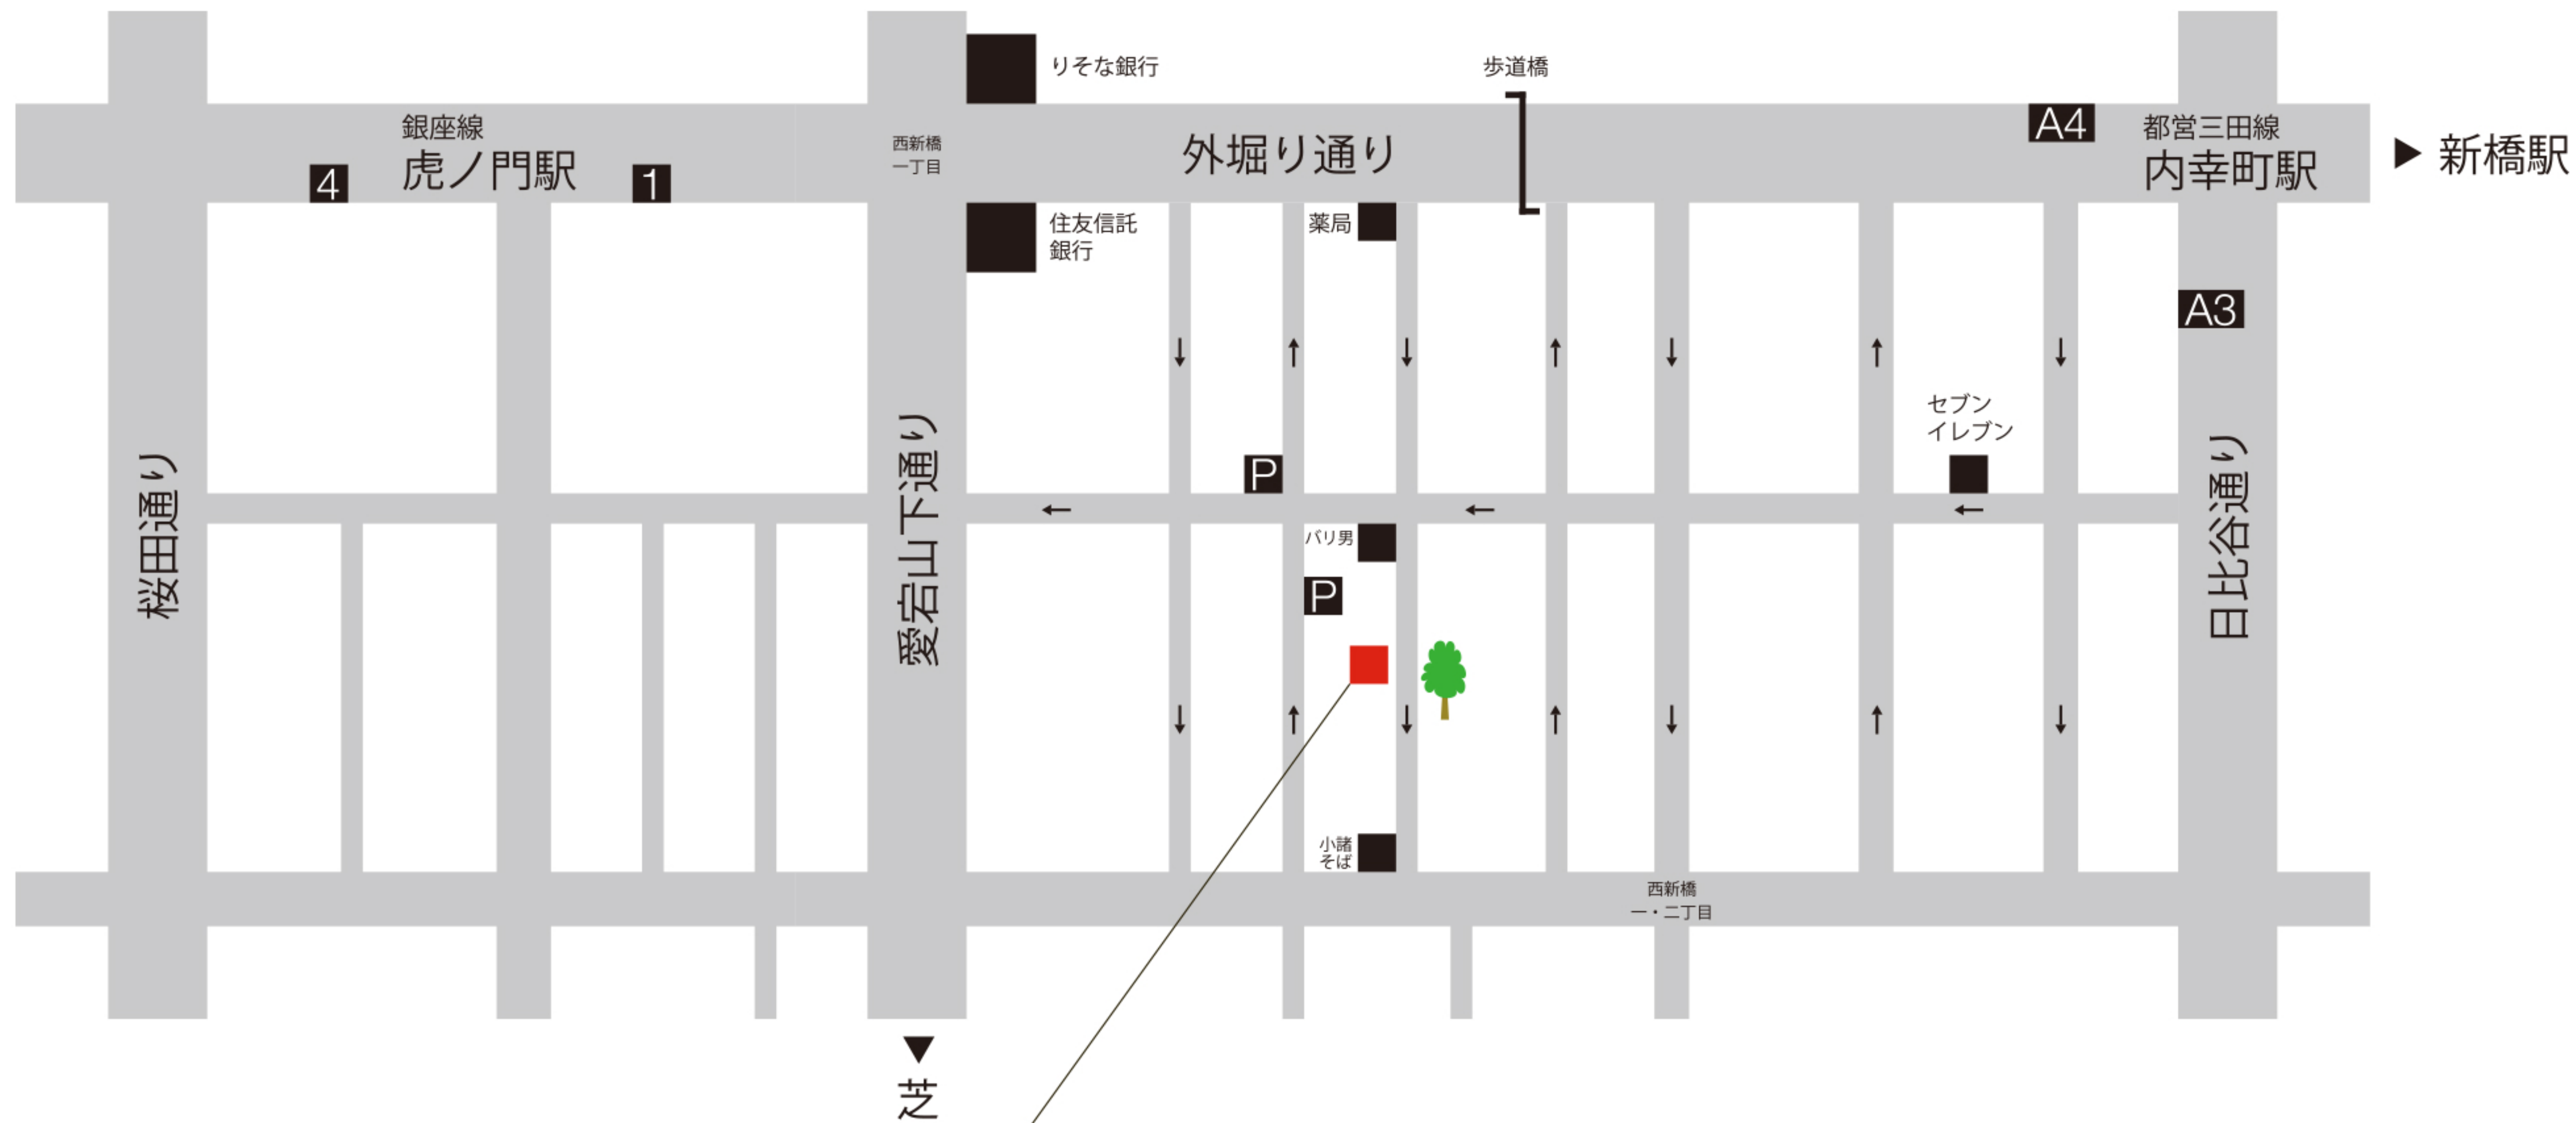 りそな銀行
歩道橋
銀座線
虎ノ門駅
4
1
西新橋
一丁目
外堀り通り
A4
都営三田線
内幸町駅
新橋駅
住友信託
銀行
薬局
A3
セブン
イレブン
桜田通り
愛宕山下通り
日比谷通り
P
バリ男
P
小諸
そば
西新橋
一・二丁目
芝